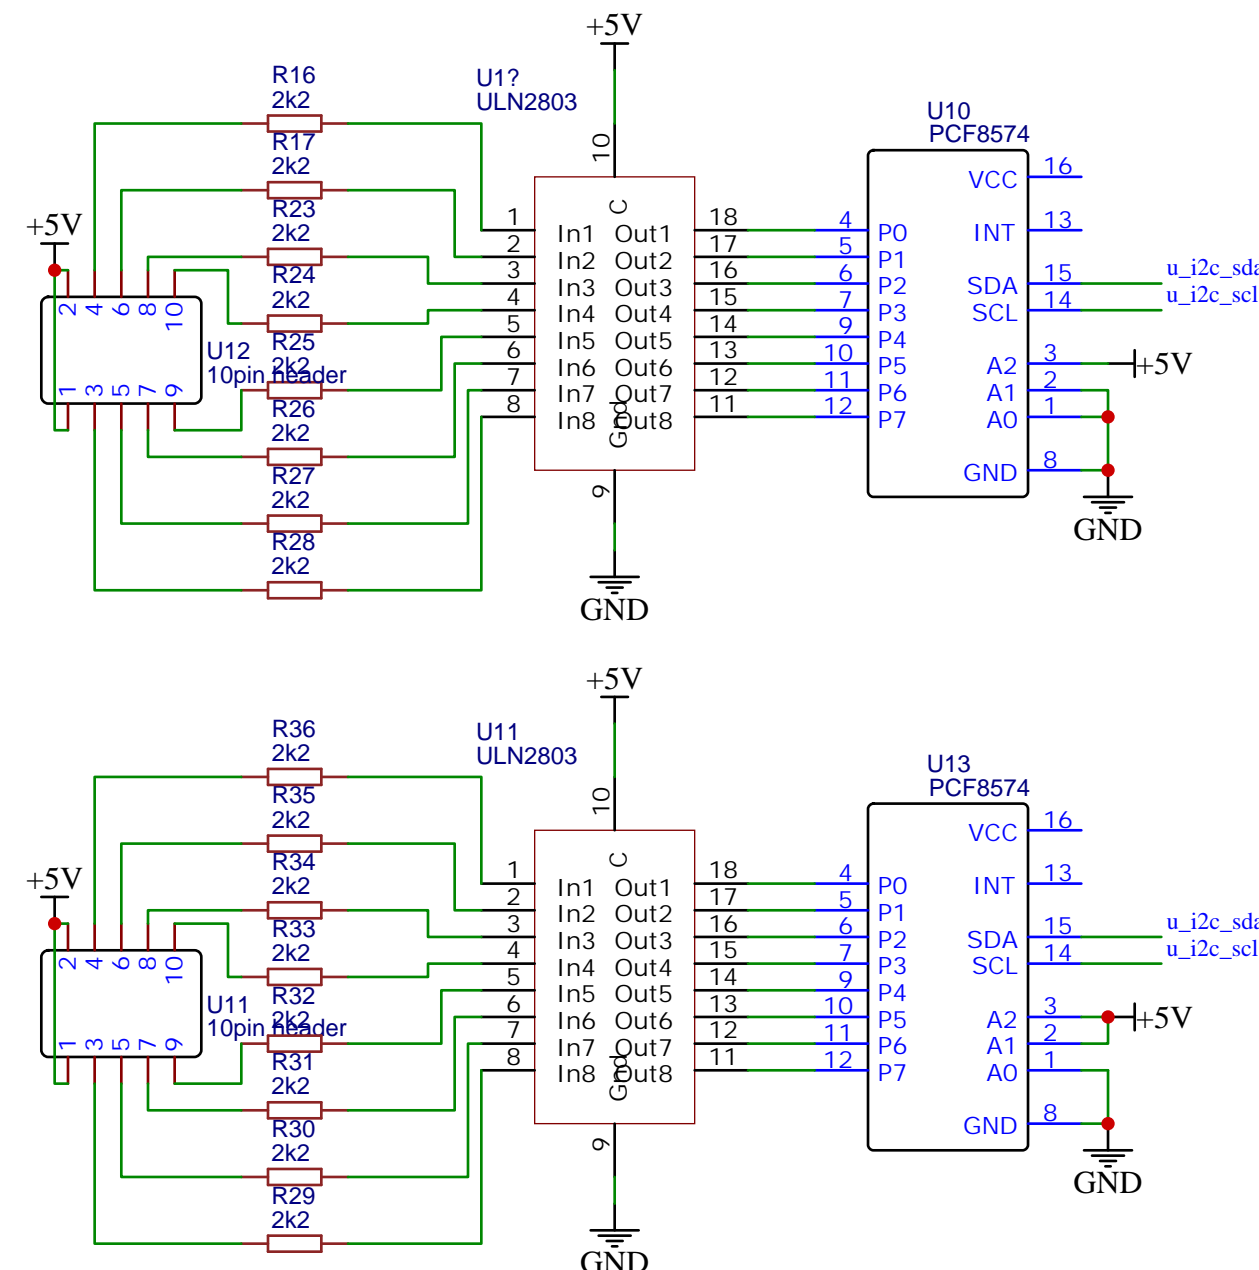 +5V
R16
2k2
U1?
ULN2803
U10
PCF8574
R17
2k2
10
VCC 16
C
R23
2k2
+5V
1 In1 Out1 18
4 P0
INT 13
2 In2 Out2 17
5 P1
R24
2k2
3 In3 Out3 16
6 P2
SDA 15 u_i2c_sda
4 In4 Out4 15
7 P3
SCL 14 u_i2c_scl
2 4 6 8 10
R25
2k2
5 In5 Out5 14
9 P4
U12
10pin header
6 In6 Out6 13
10 P5
A2 3 +5V
7 In7 Out7 12
11 P6
A1 2
1 3 5 7 9
8 In8 Out8 11
12 P7
A0 1
Gnd
R26
2k2
GND 8
R27
2k2
9
GND
R28
2k2
GND
+5V
R36
2k2
U11
ULN2803
U13
PCF8574
R35
2k2
10
VCC 16
C
R34
2k2
+5V
1 In1 Out1 18
4 P0
INT 13
2 In2 Out2 17
5 P1
R33
2k2
3 In3 Out3 16
6 P2
SDA 15 u_i2c_sda
4 In4 Out4 15
7 P3
SCL 14 u_i2c_scl
2 4 6 8 10
R32
2k2
5 In5 Out5 14
9 P4
U11
10pin header
6 In6 Out6 13
10 P5
A2 3 +5V
7 In7 Out7 12
11 P6
A1 2
1 3 5 7 9
8 In8 Out8 11
12 P7
A0 1
Gnd
R31
2k2
GND 8
R30
2k2
9
GND
R29
2k2
GND